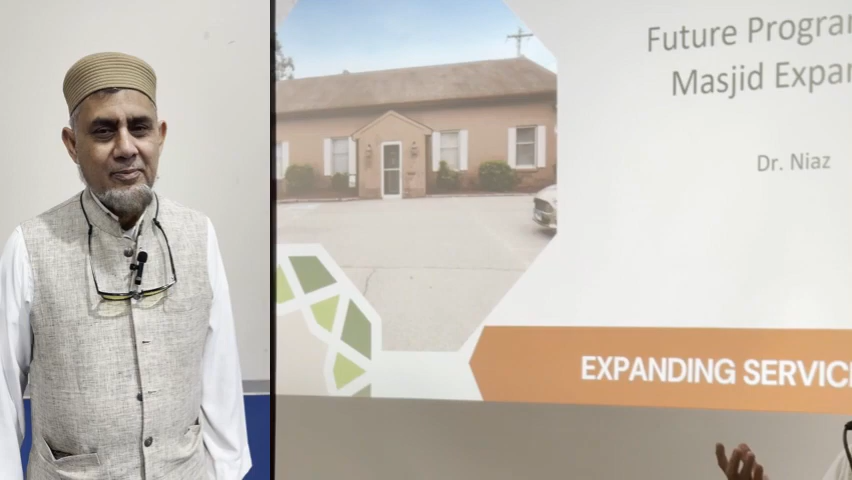 Future Progra
Masjid Expan
Dr. Niaz
EXPANDING SERVIC